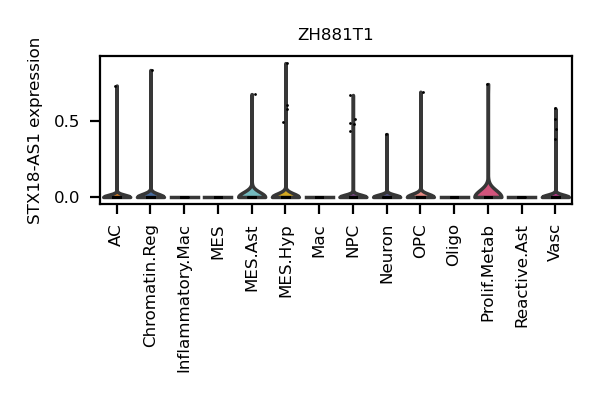 ZH881T1
STX18-AS1 expression
0.5
0.0
AC
Chromatin.Reg
Inflammatory.Mac
MES
MES.Ast
MES.Hyp
Mac
NPC
Neuron
OPC
Oligo
Prolif.Metab
Reactive.Ast
Vasc